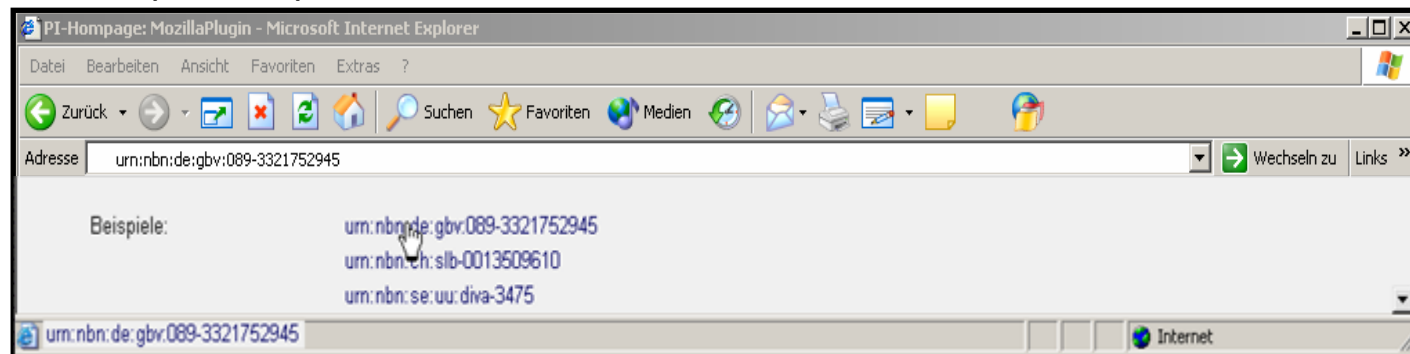 PI-Hompage: MozillaPlugin - Microsoft Internet Explorer
Datei Bearbeiten Ansicht Favoriten Extras ?
Zurück Suchen Favoriten Medien
Adresse urn:nbn:de:gbv:089-3321752945 Wechseln zu Links »
Beispiele: urn:nbn:de:gbv:089-3321752945
urn:nbn:ch:slb-0013509610
urn:nbn:se:uu:diva-3475
urn:nbn:de:gbv:089-3321752945 Internet